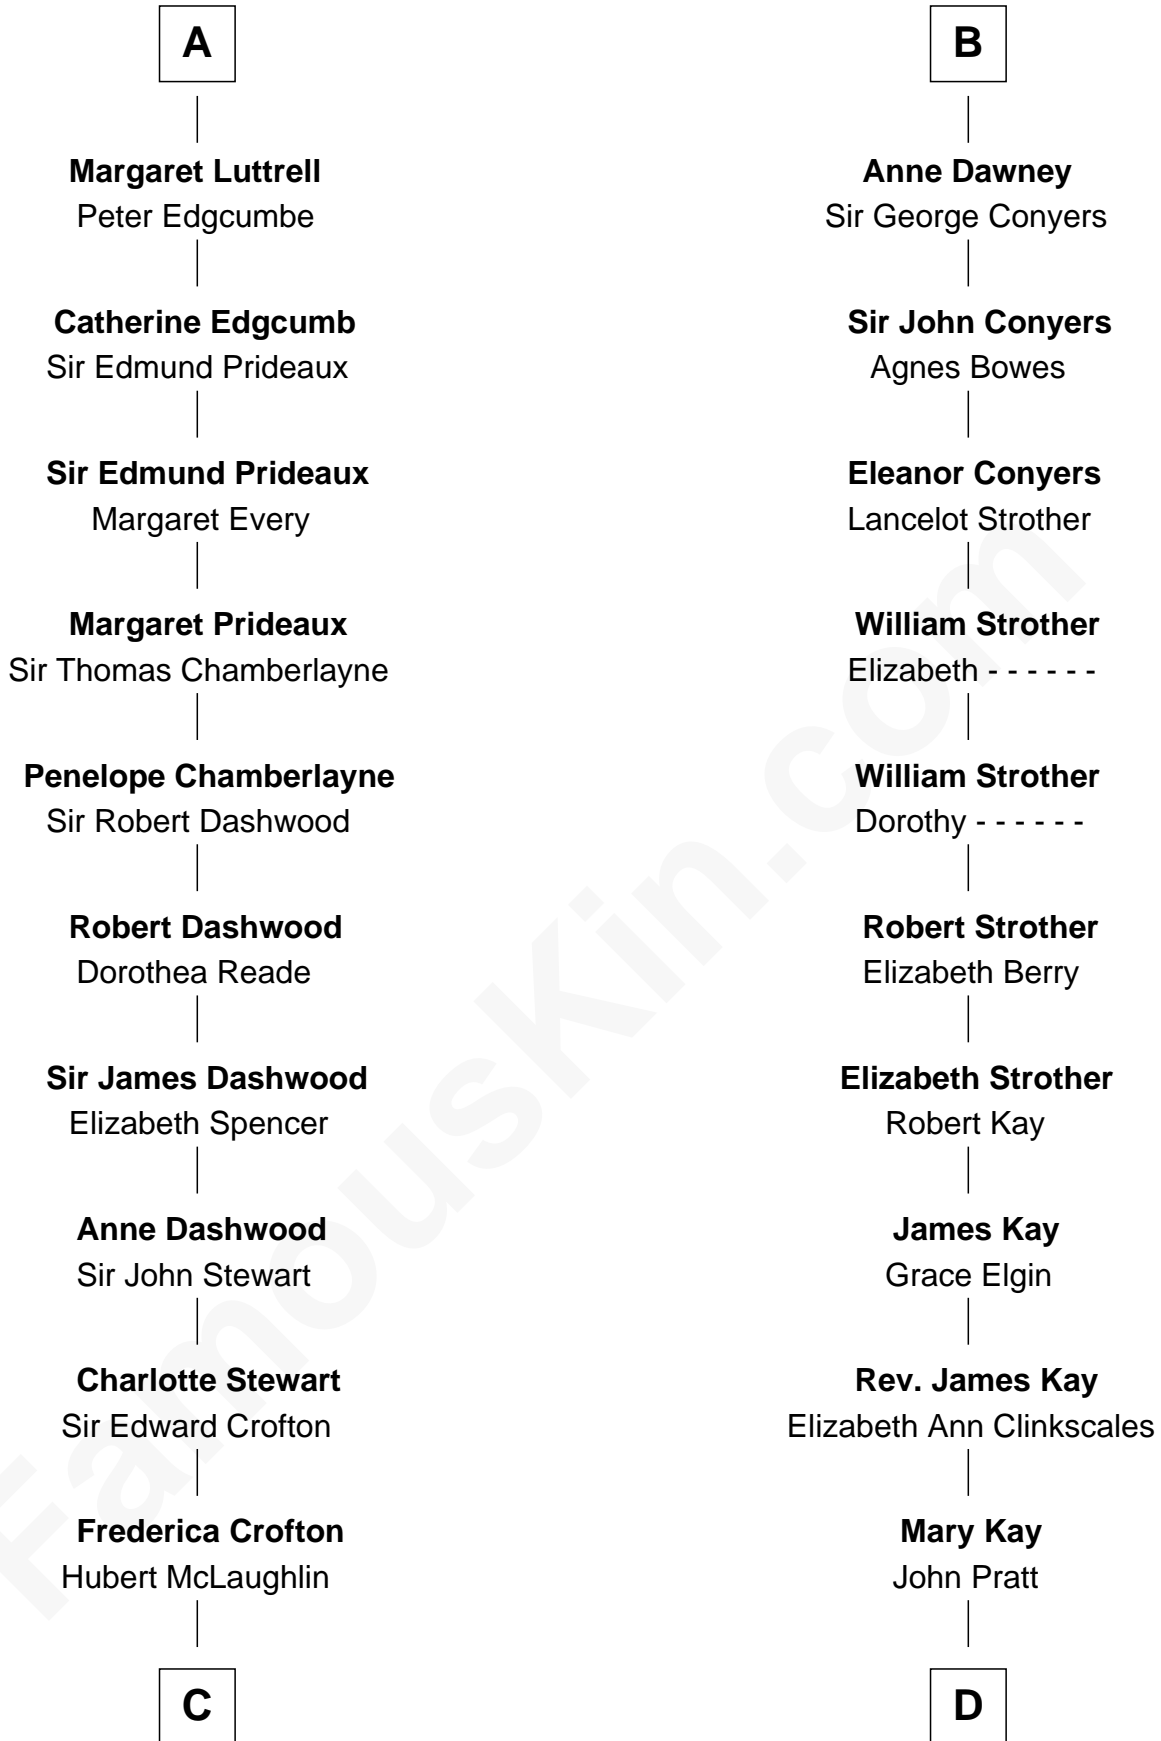 A
Margaret Luttrell
Peter Edgcumbe
Catherine Edgcumb
Sir Edmund Prideaux
Sir Edmund Prideaux
Margaret Every
Margaret Prideaux
Sir Thomas Chamberlayne
Penelope Chamberlayne
Sir Robert Dashwood
Robert Dashwood
Dorothea Reade
Sir James Dashwood
Elizabeth Spencer
Anne Dashwood
Sir John Stewart
Charlotte Stewart
Sir Edward Crofton
Frederica Crofton
Hubert McLaughlin
C
B
Anne Dawney
Sir George Conyers
Sir John Conyers
Agnes Bowes
Eleanor Conyers
Lancelot Strother
William Strother
Elizabeth - - - - - -
William Strother
Dorothy - - - - - -
Robert Strother
Elizabeth Berry
Elizabeth Strother
Robert Kay
James Kay
Grace Elgin
Rev. James Kay
Elizabeth Ann Clinkscales
Mary Kay
John Pratt
D
FamousKin.com